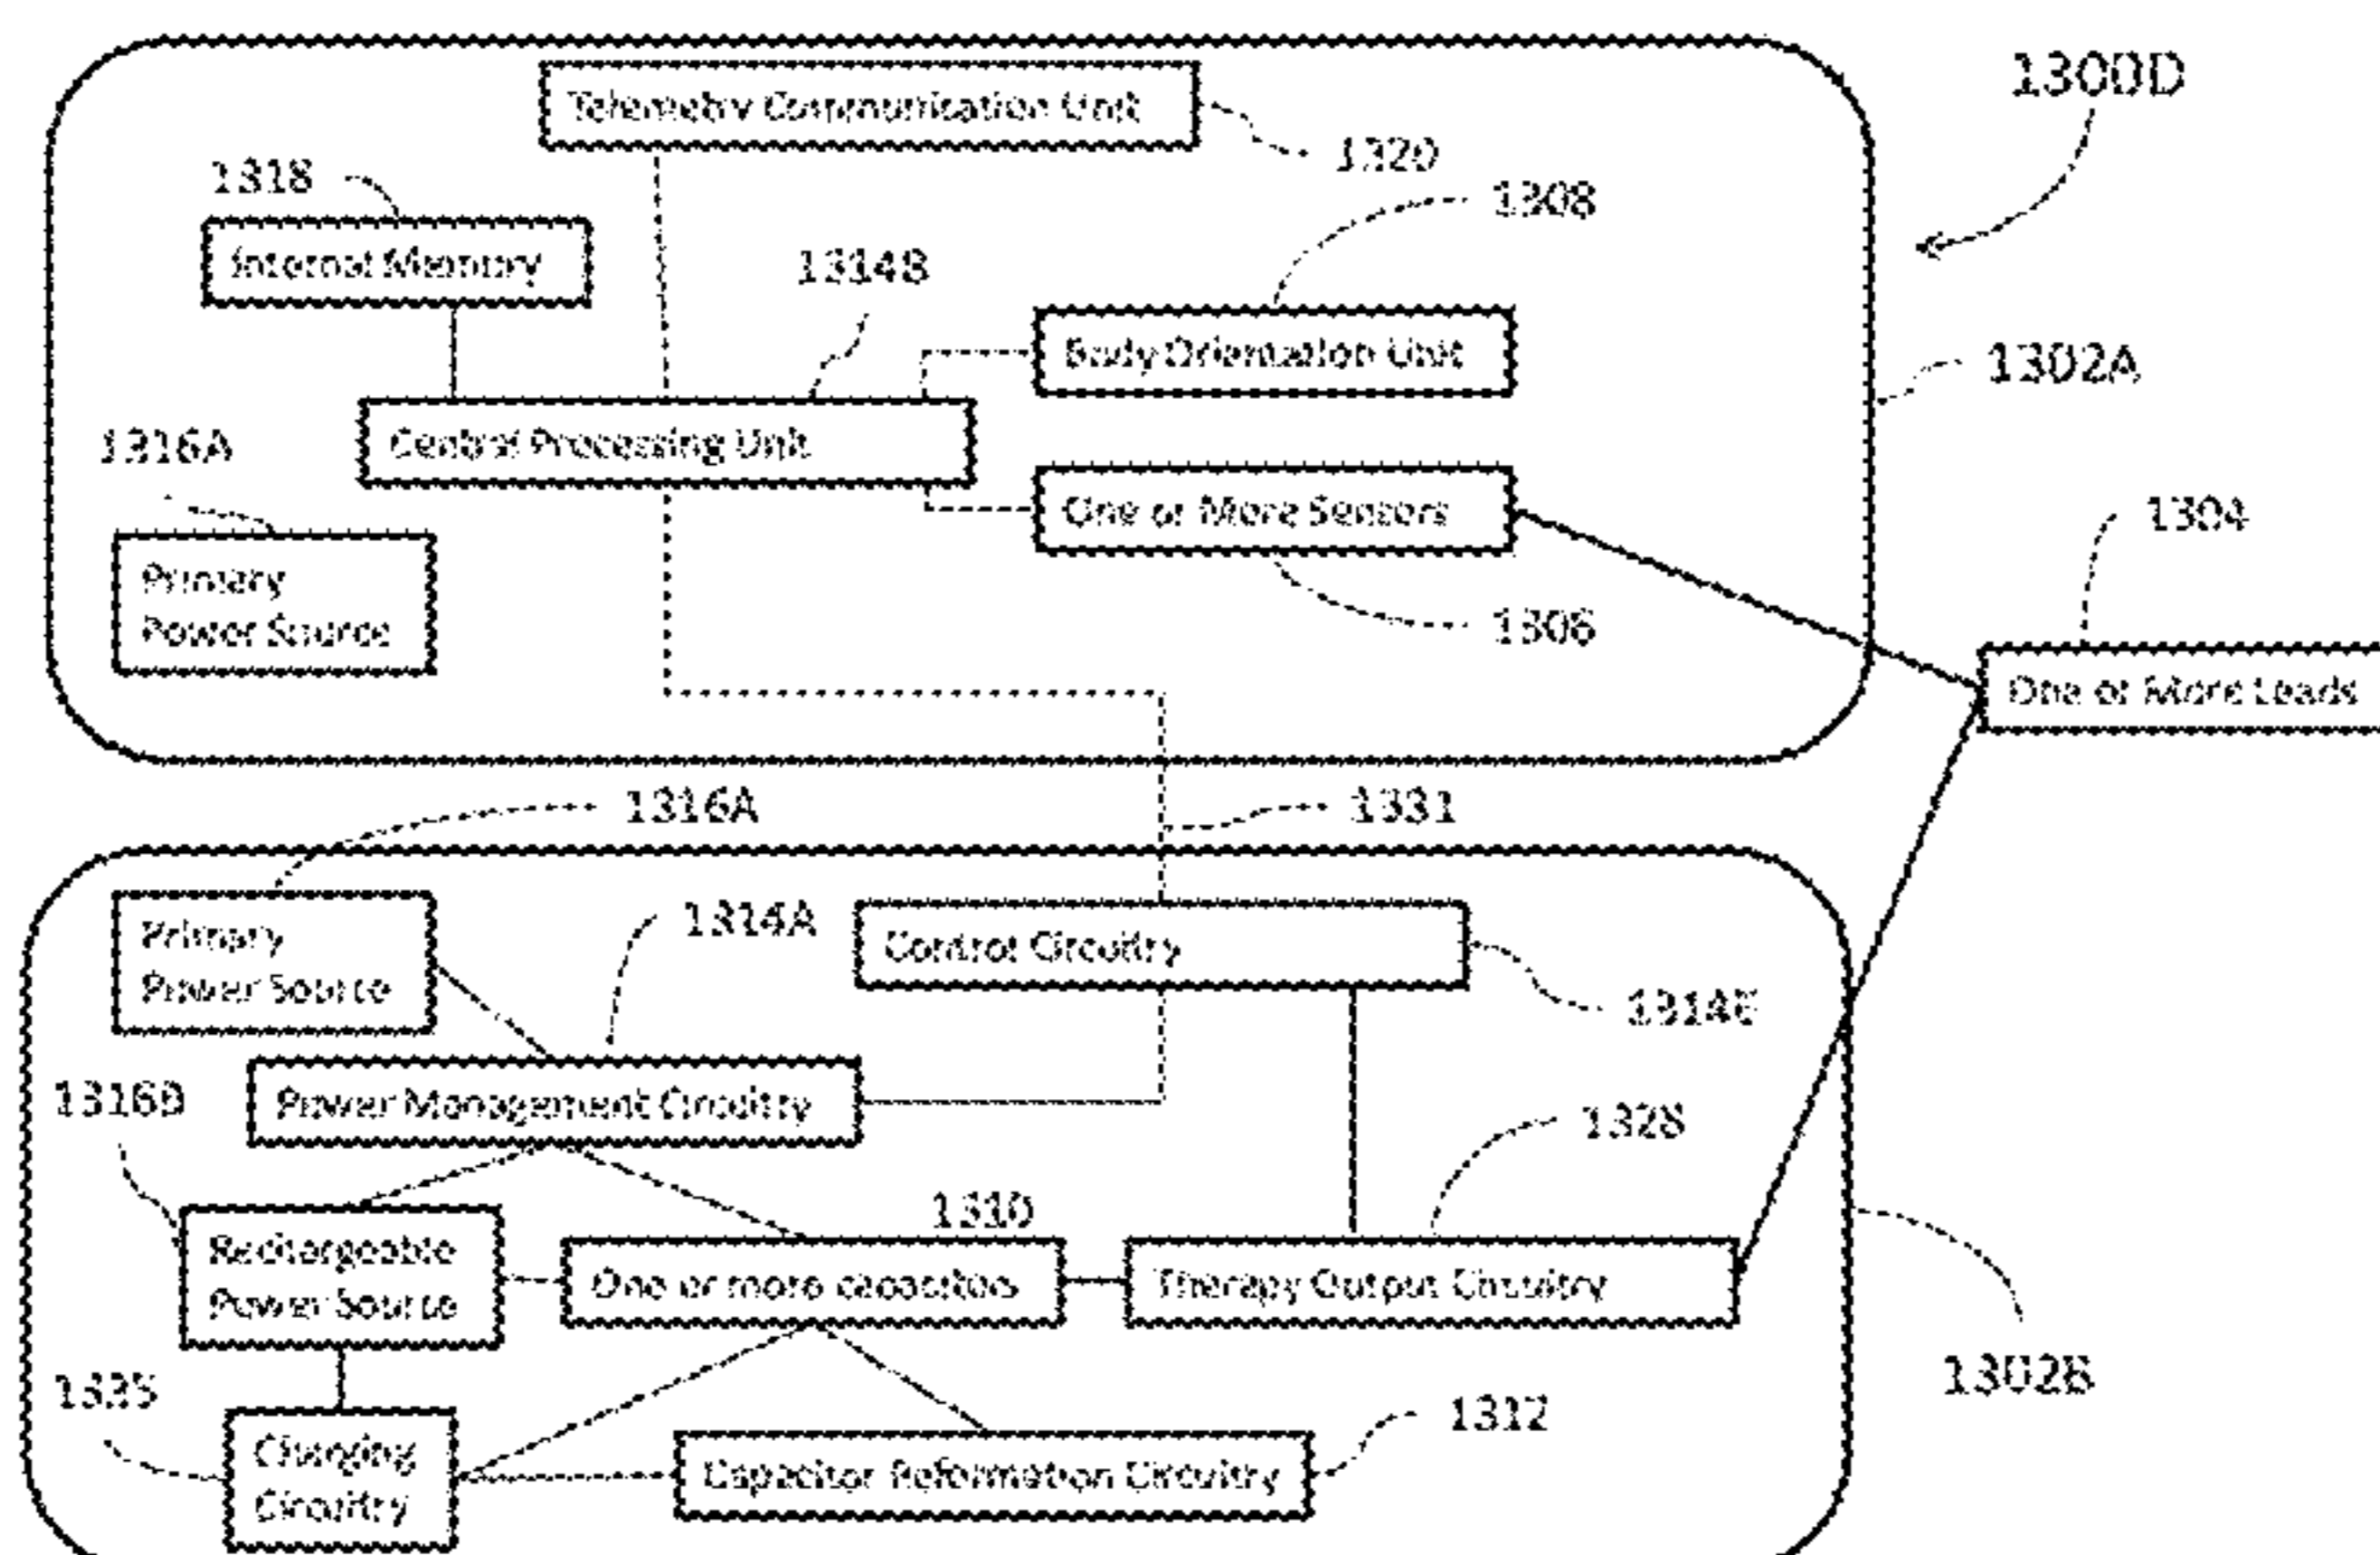 1300D
Telemetry Communication Unit
1320
1318
1308
Internal Memory
1314B
Body Orientation Unit
1302A
1316A
Central Processing Unit
One or More Sensors
1304
Primary
Power Source
1306
One or More Leads
1316A
1331
Primary
Power Source
1314A
Control Circuitry
1314E
1316B
Power Management Circuitry
1328
1310
Rechargeable
Power Source
One or more capacitors
Therapy Output Circuitry
1302B
1335
1312
Charging
Circuitry
Capacitor Reformation Circuitry